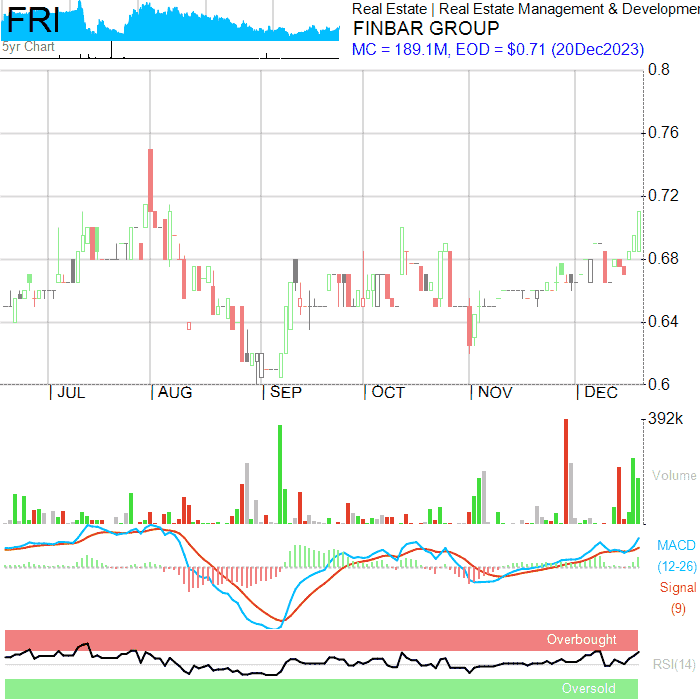 FRI
5yr Chart
Real Estate | Real Estate Management & Developmen
FINBAR GROUP
MC = 189.1M, EOD = $0.71 (20Dec2023)
0.8
0.76
0.72
0.68
0.64
0.6
JUL AUG SEP OCT NOV DEC
392k
Volume
MACD
(12-26)
Signal
(9)
Overbought
RSI(14)
Oversold